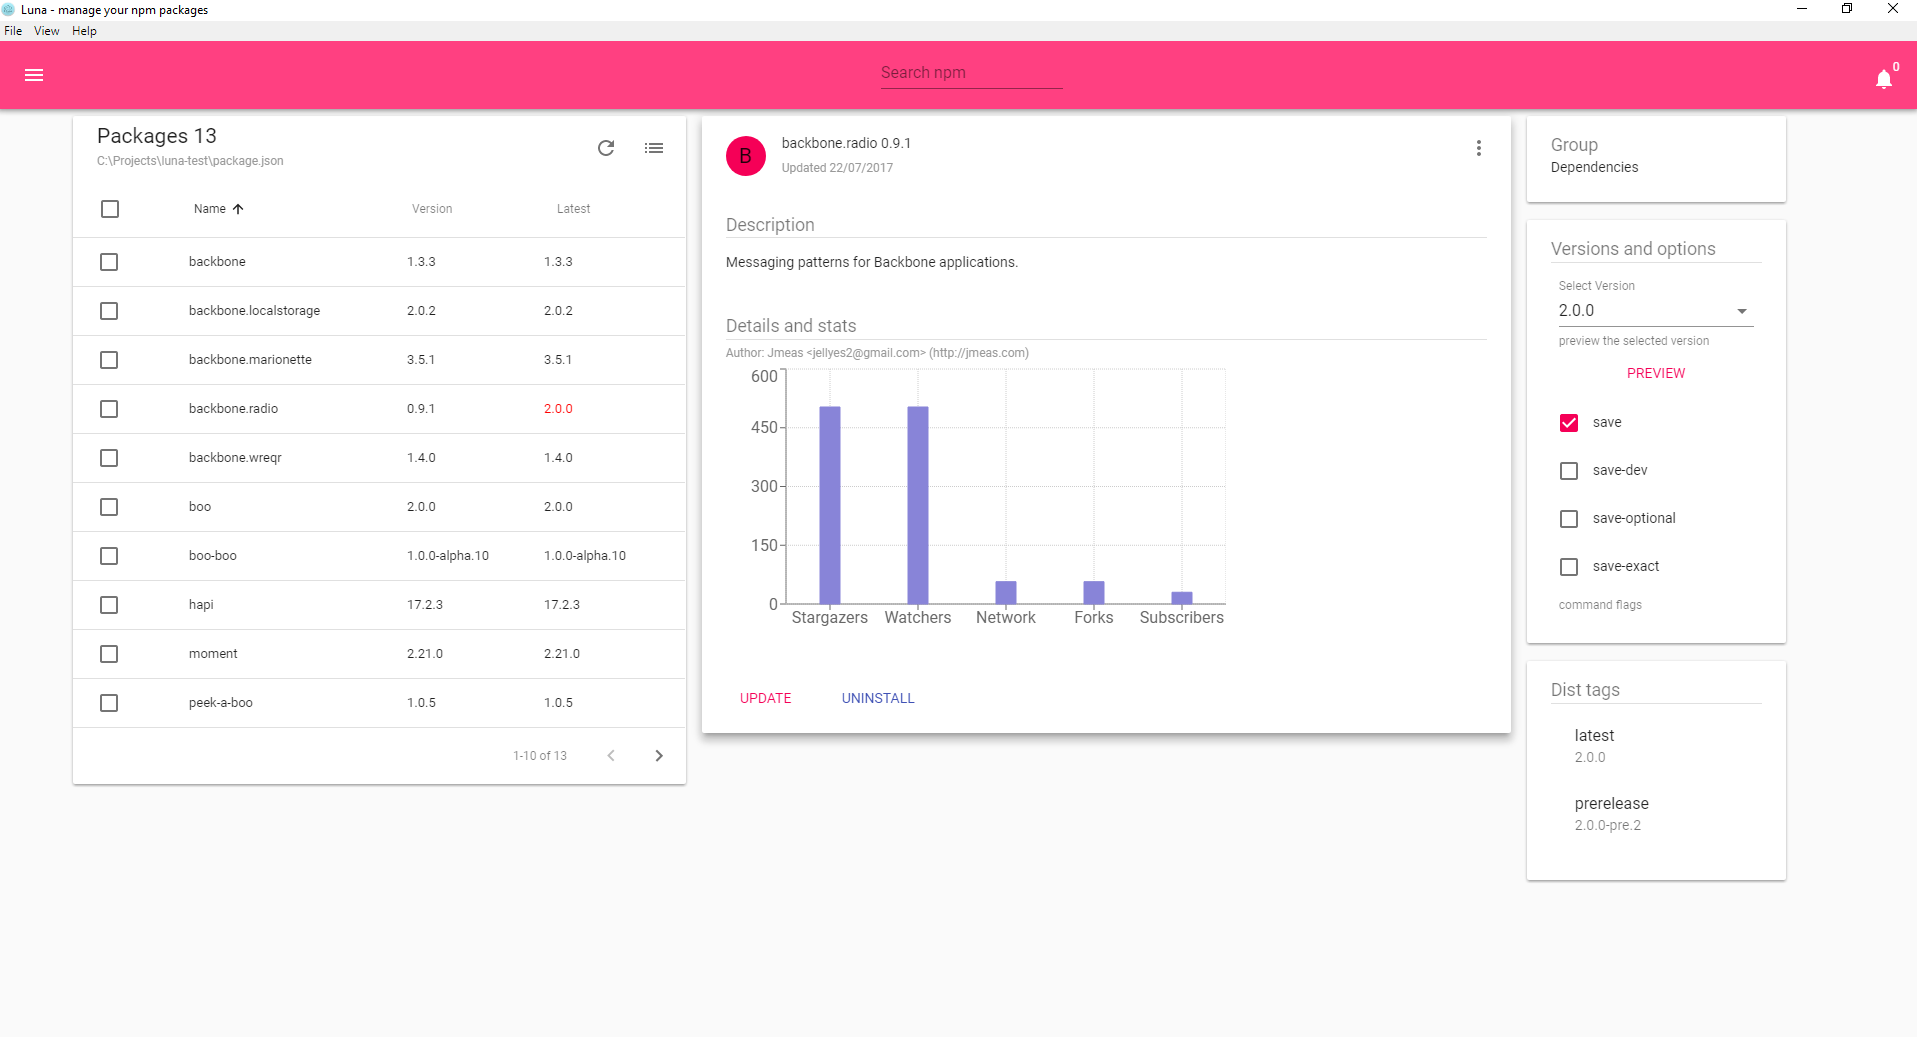 Luna - manage your npm packages
File View Help
Search npm
0
Packages 13
C:\Projects\luna-test\package.json
Name Version Latest
backbone 1.3.3 1.3.3
backbone.localstorage 2.0.2 2.0.2
backbone.marionette 3.5.1 3.5.1
backbone.radio 0.9.1 2.0.0
backbone.wreqr 1.4.0 1.4.0
boo 2.0.0 2.0.0
boo-boo 1.0.0-alpha.10 1.0.0-alpha.10
hapi 17.2.3 17.2.3
moment 2.21.0 2.21.0
peek-a-boo 1.0.5 1.0.5
1-10 of 13
B
backbone.radio 0.9.1
Updated 22/07/2017
Description
Messaging patterns for Backbone applications.
Details and stats
Author: Jmeas <jellyes2@gmail.com> (http://jmeas.com)
600
450
300
150
0
Stargazers Watchers Network Forks Subscribers
UPDATE UNINSTALL
Group
Dependencies
Versions and options
Select Version
2.0.0
preview the selected version
PREVIEW
save
save-dev
save-optional
save-exact
command flags
Dist tags
latest
2.0.0
prerelease
2.0.0-pre.2